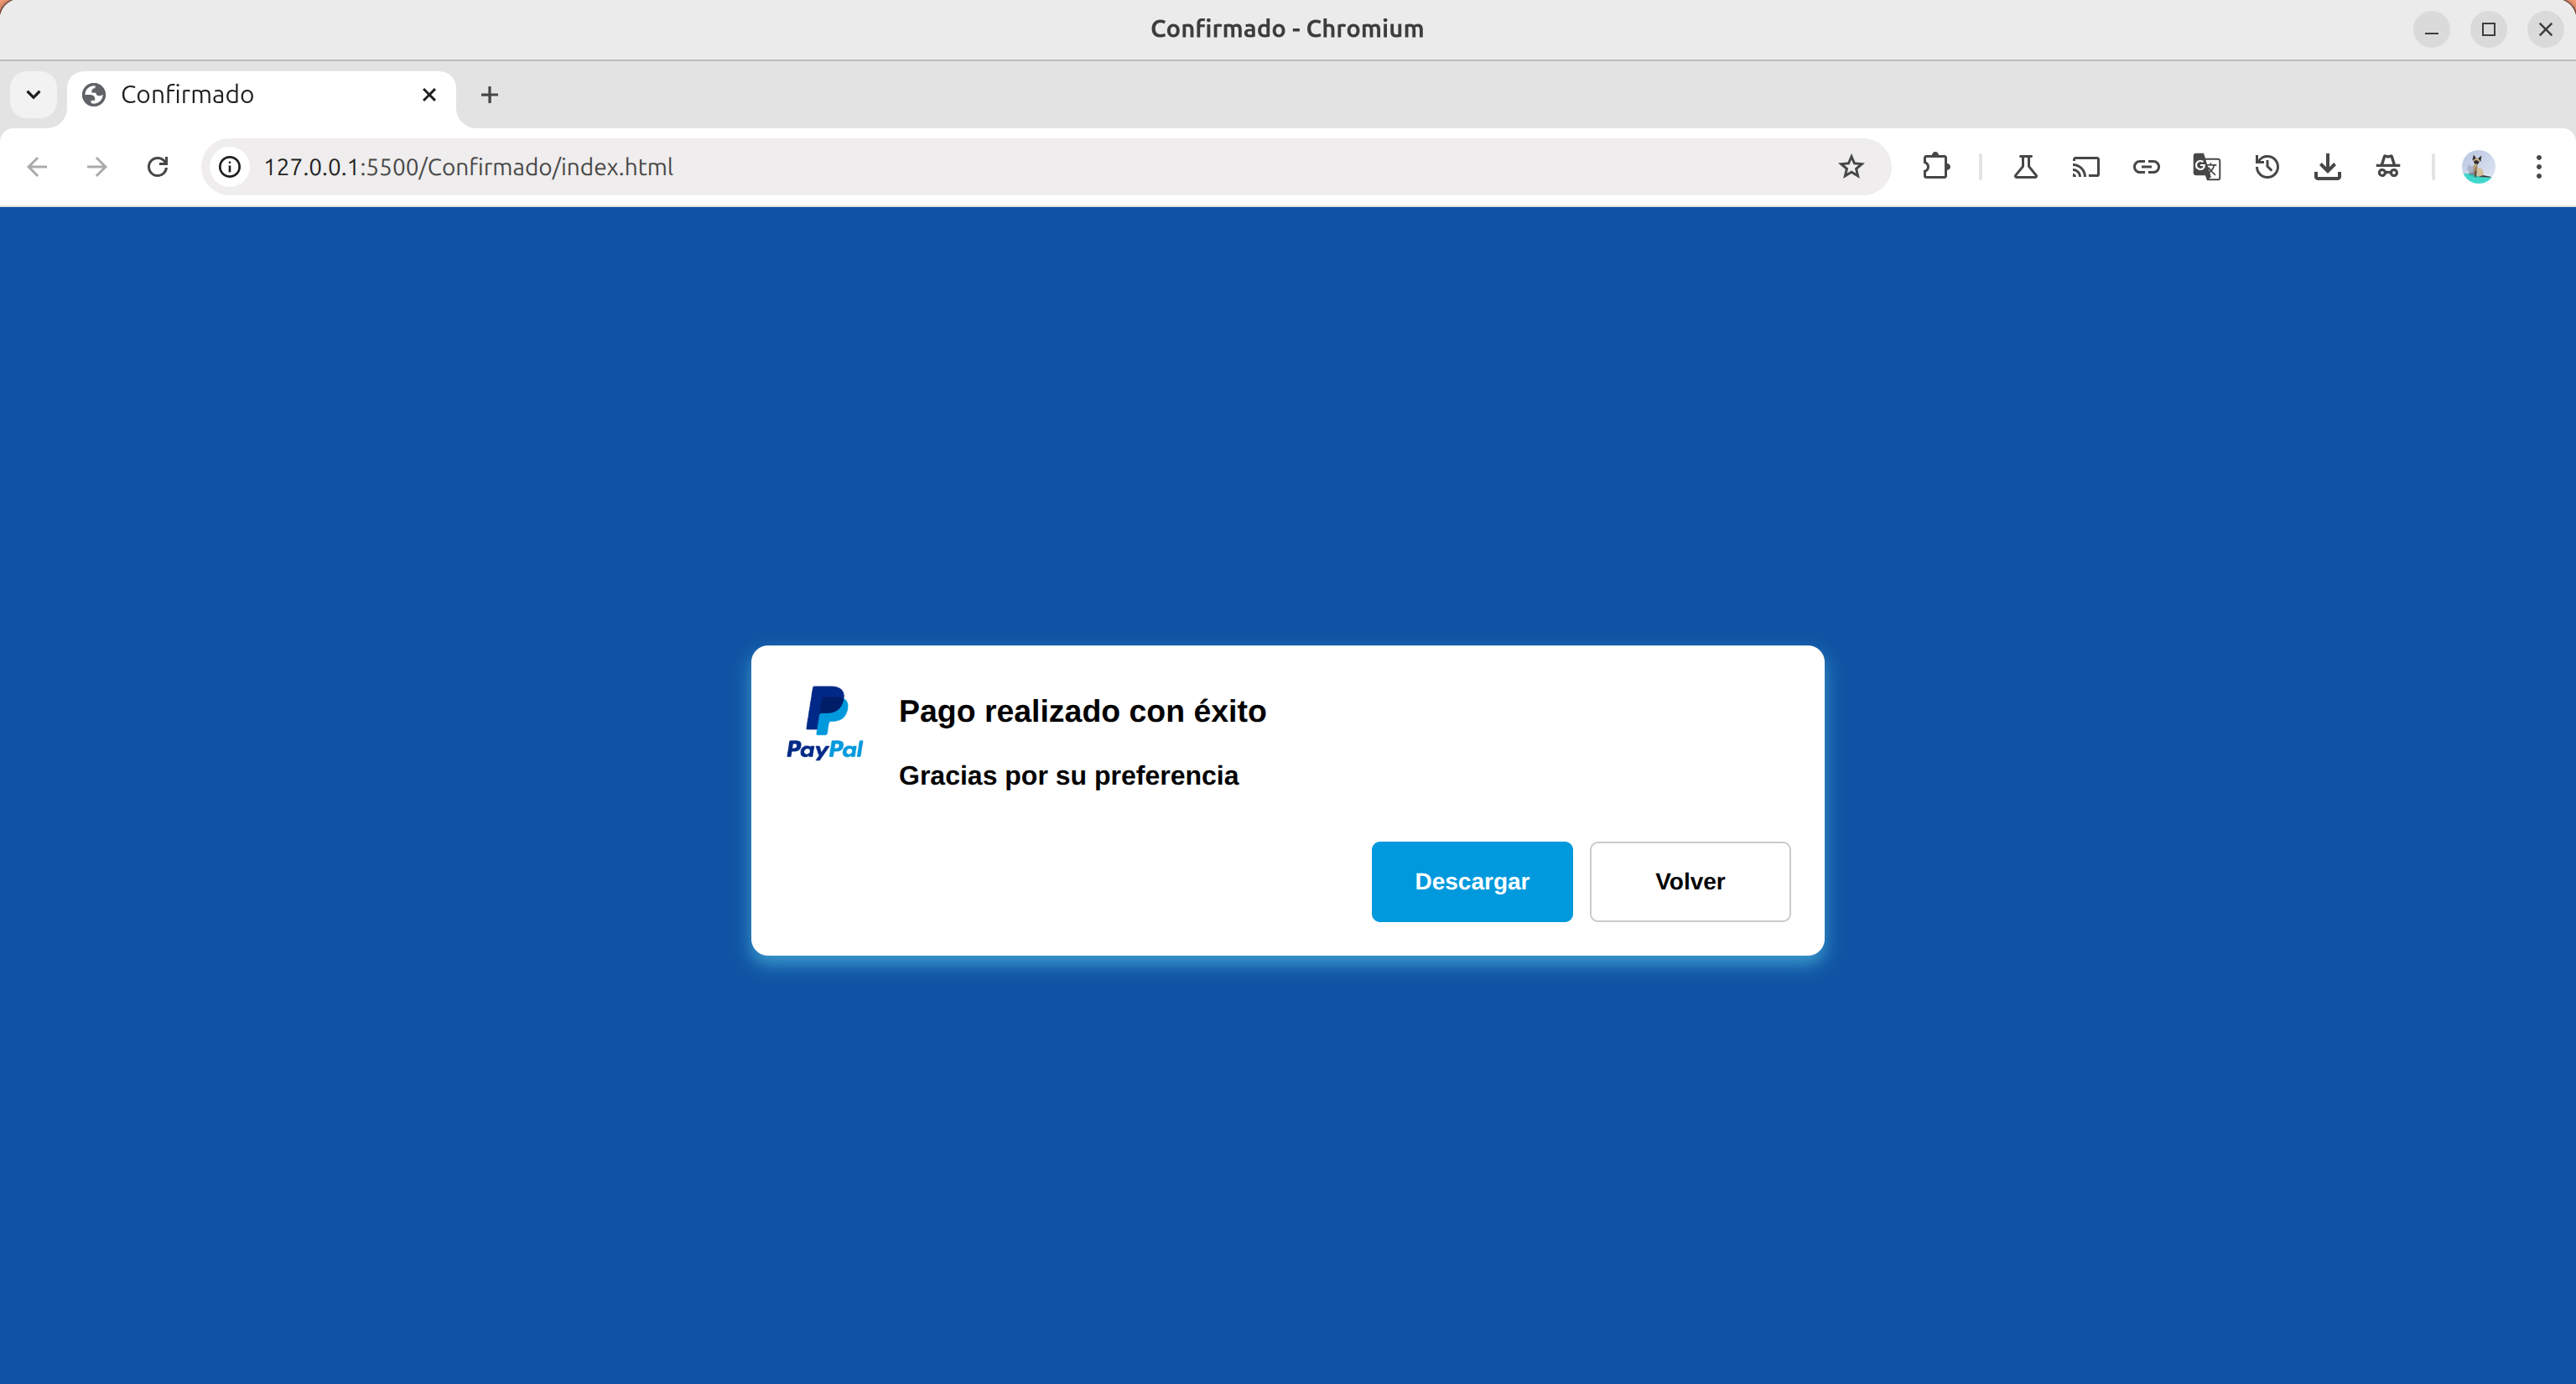 Confirmado - Chromium
Confirmado
127.0.0.1:5500/Confirmado/index.html
PayPal
Pago realizado con éxito
Gracias por su preferencia
Descargar
Volver